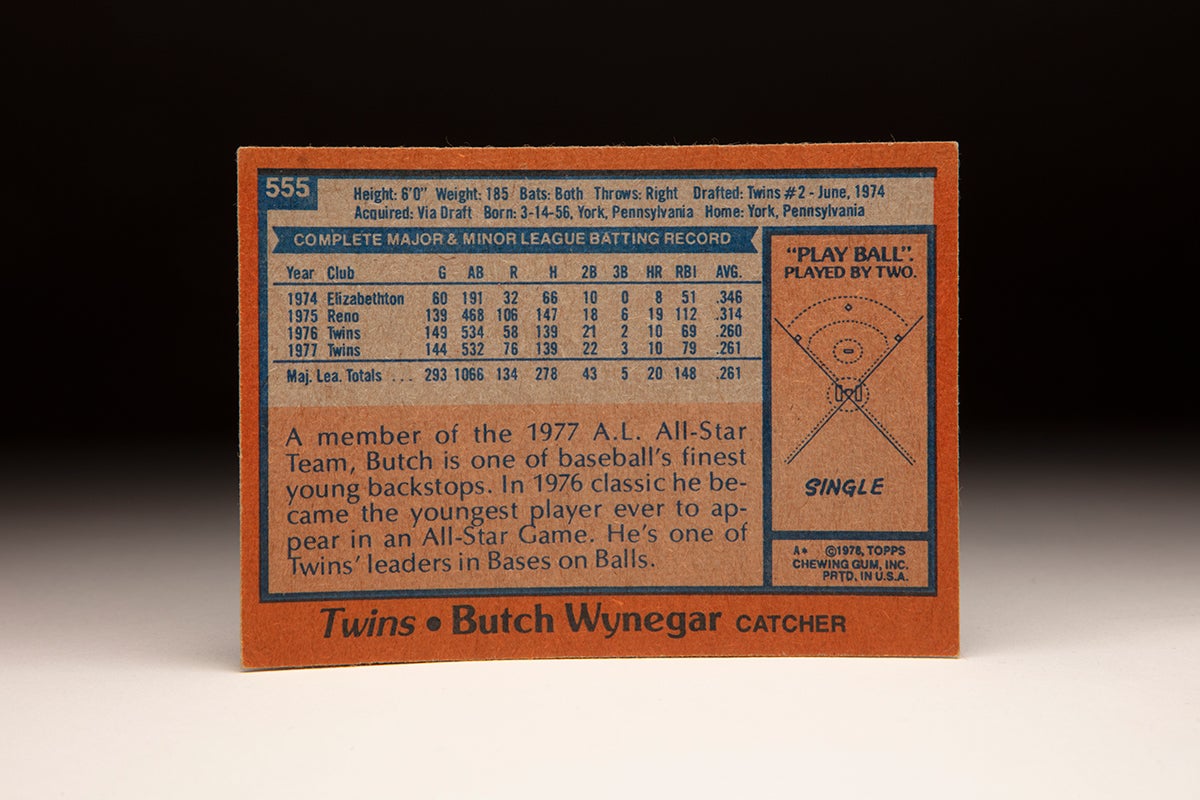 555
Height: 6'0" Weight: 185 Bats: Both Throws: Right Drafted: Twins #2 - June, 1974
Acquired: Via Draft Born: 3-14-56, York, Pennsylvania Home: York, Pennsylvania
COMPLETE MAJOR & MINOR LEAGUE BATTING RECORD
Year Club G AB R H 2B 3B HR RBI AVG.
1974 Elizabethton 60 191 32 66 10 0 8 51 .346
1975 Reno 139 468 106 147 18 6 19 112 .314
1976 Twins 149 534 58 139 21 2 10 69 .260
1977 Twins 144 532 76 139 22 3 10 79 .261
Maj. Lea. Totals ... 293 1066 134 278 43 5 20 148 .261
A member of the 1977 A.L. All-Star
Team, Butch is one of baseball's finest
young backstops. In 1976 classic he be-
came the youngest player ever to ap-
pear in an All-Star Game. He's one of
Twins' leaders in Bases on Balls.
"PLAY BALL".
PLAYED BY TWO.
SINGLE
A* ©1978, TOPPS
CHEWING GUM, INC.
PRTD. IN U.S.A.
Twins • Butch Wynegar CATCHER